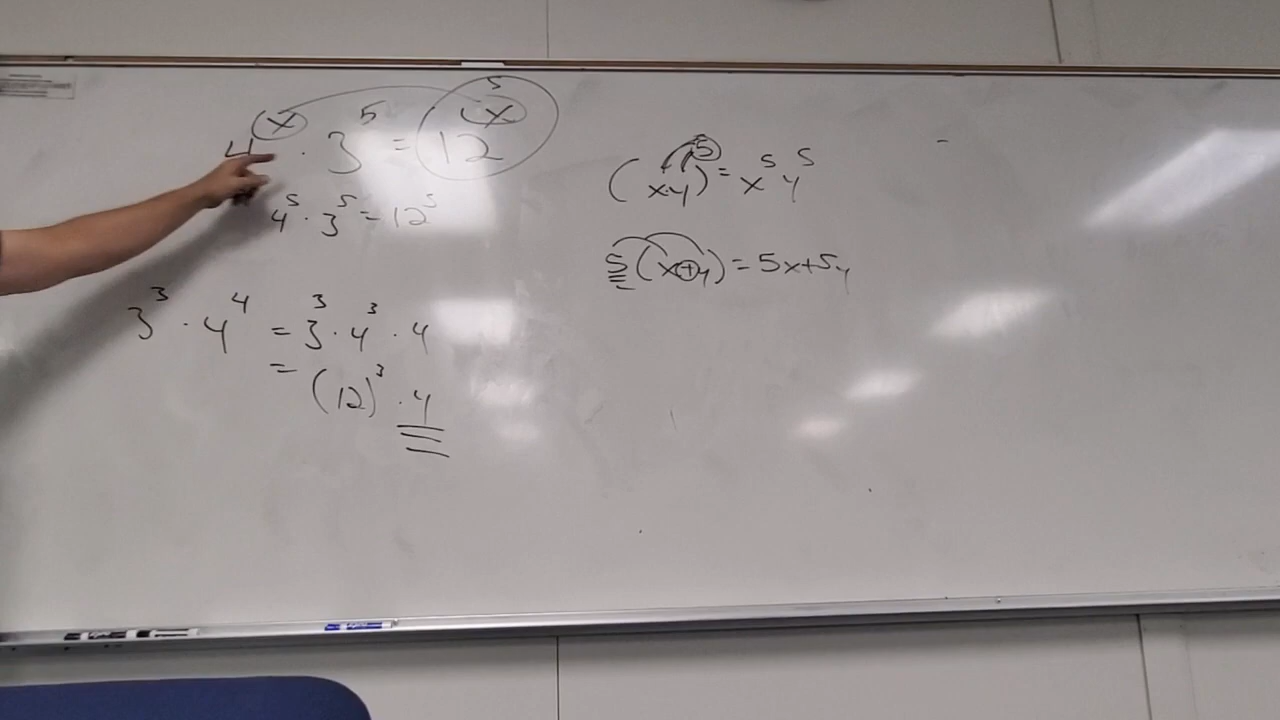 4^x · 3^5 = 12^x 5
4^5 · 3^5 = 12^5
3^3 · 4^4 = 3^3 · 4^3 · 4
= (12)^3 · 4
(x·y)^5 = x^5 y^5
5(x+y) = 5x+5y